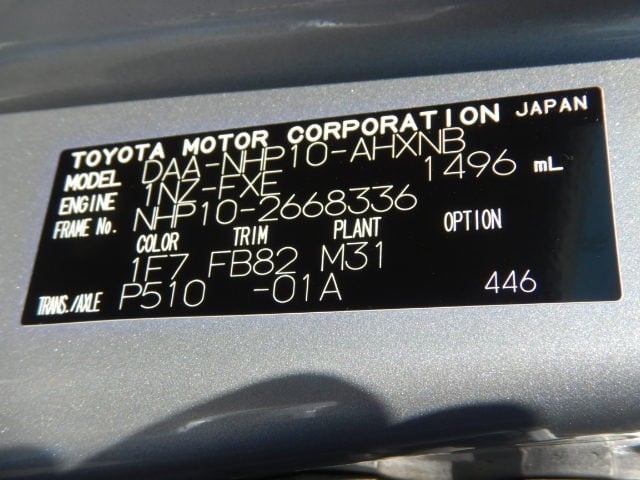 TOYOTA MOTOR CORPORATION JAPAN
MODEL DAA-NHP10-AHXNB
ENGINE 1NZ-FXE 1496 mL
FRAME No. NHP10-2668336
COLOR TRIM PLANT OPTION
1F7 FB82 M31
TRANS./AXLE P510 -01A 446